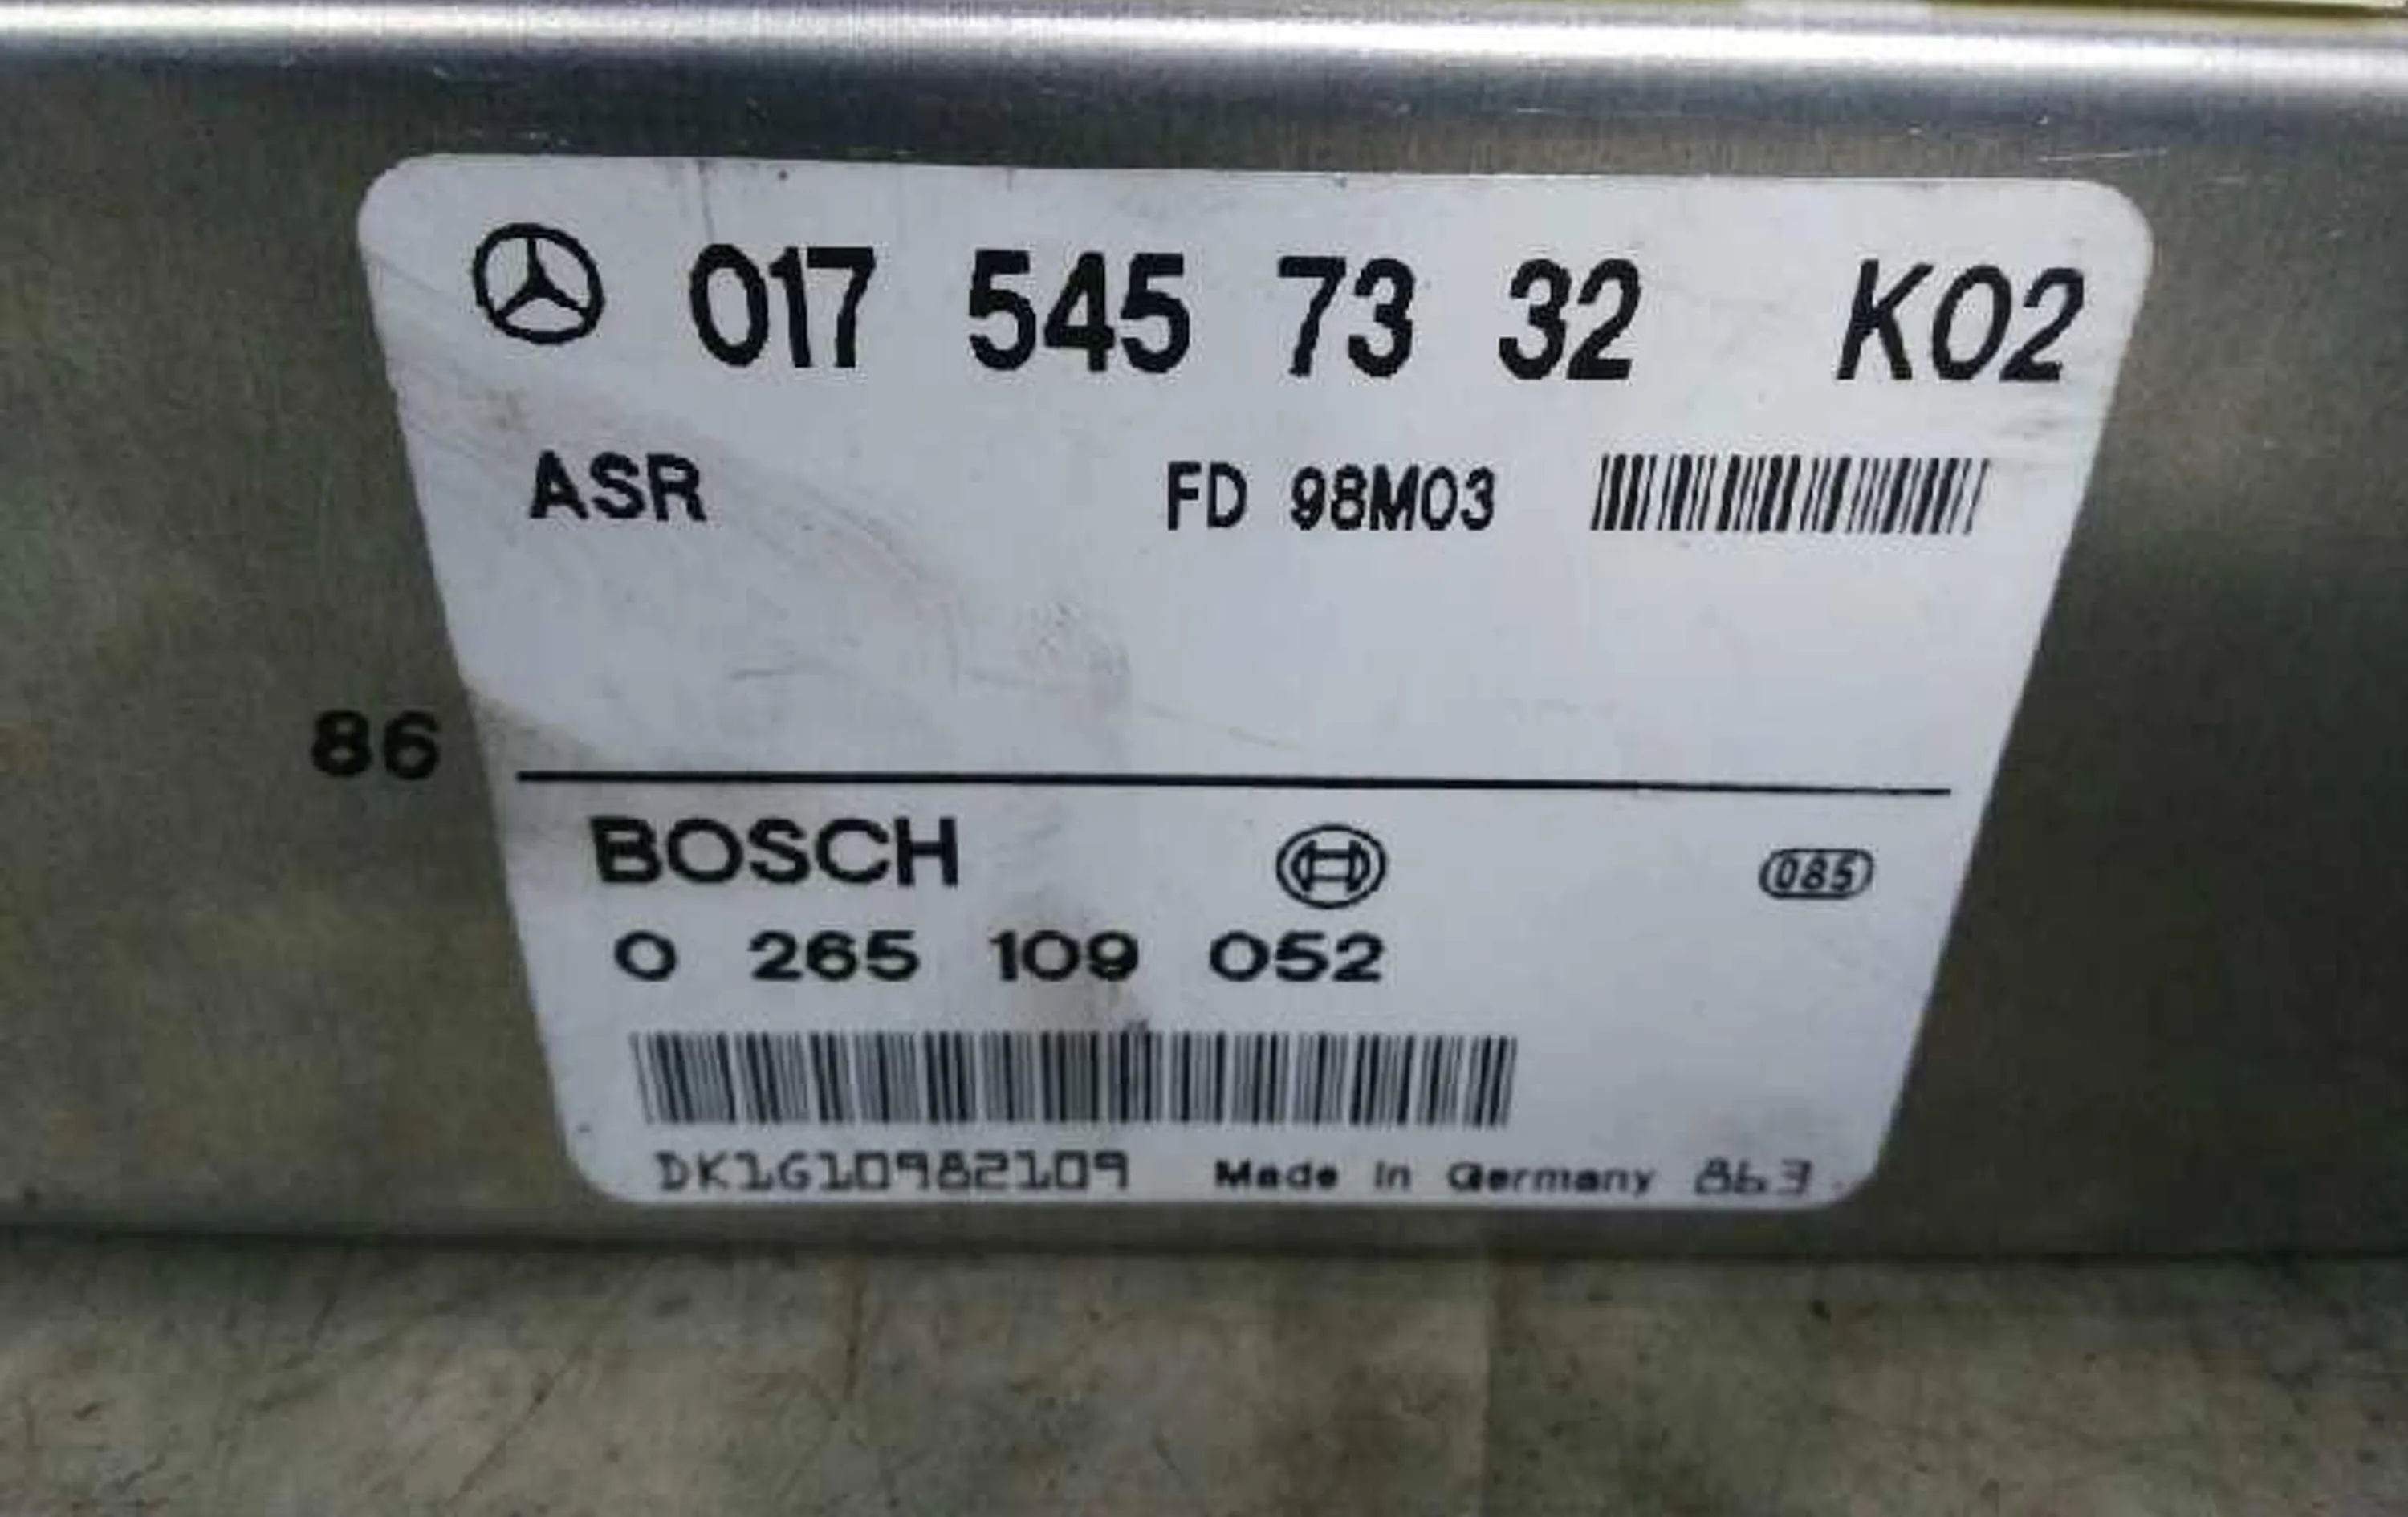 017 545 73 32 K02
ASR FD 98M03
86
BOSCH 085
0 265 109 052
DK1G10982109 Made in Germany 863